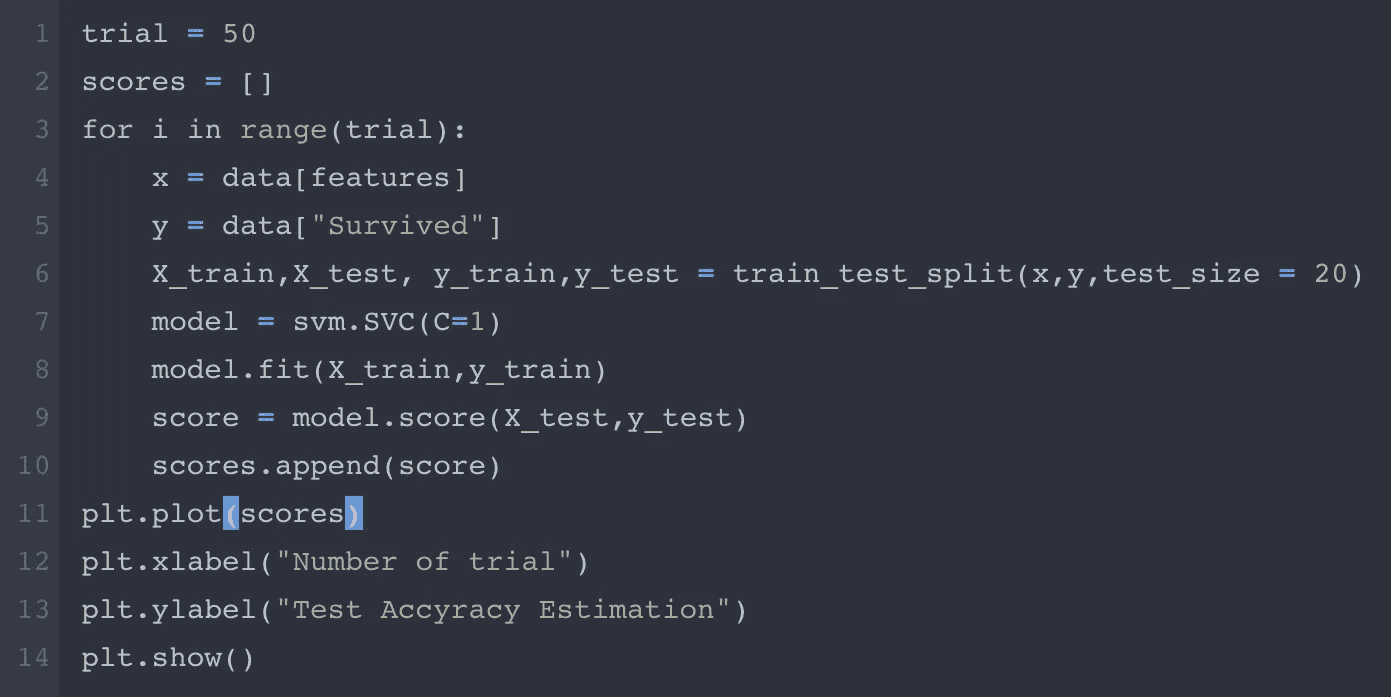 1 trial = 50
2 scores = []
3 for i in range(trial):
4     x = data[features]
5     y = data["Survived"]
6     X_train,X_test, y_train,y_test = train_test_split(x,y,test_size = 20)
7     model = svm.SVC(C=1)
8     model.fit(X_train,y_train)
9     score = model.score(X_test,y_test)
10     scores.append(score)
11 plt.plot(scores)
12 plt.xlabel("Number of trial")
13 plt.ylabel("Test Accyracy Estimation")
14 plt.show()